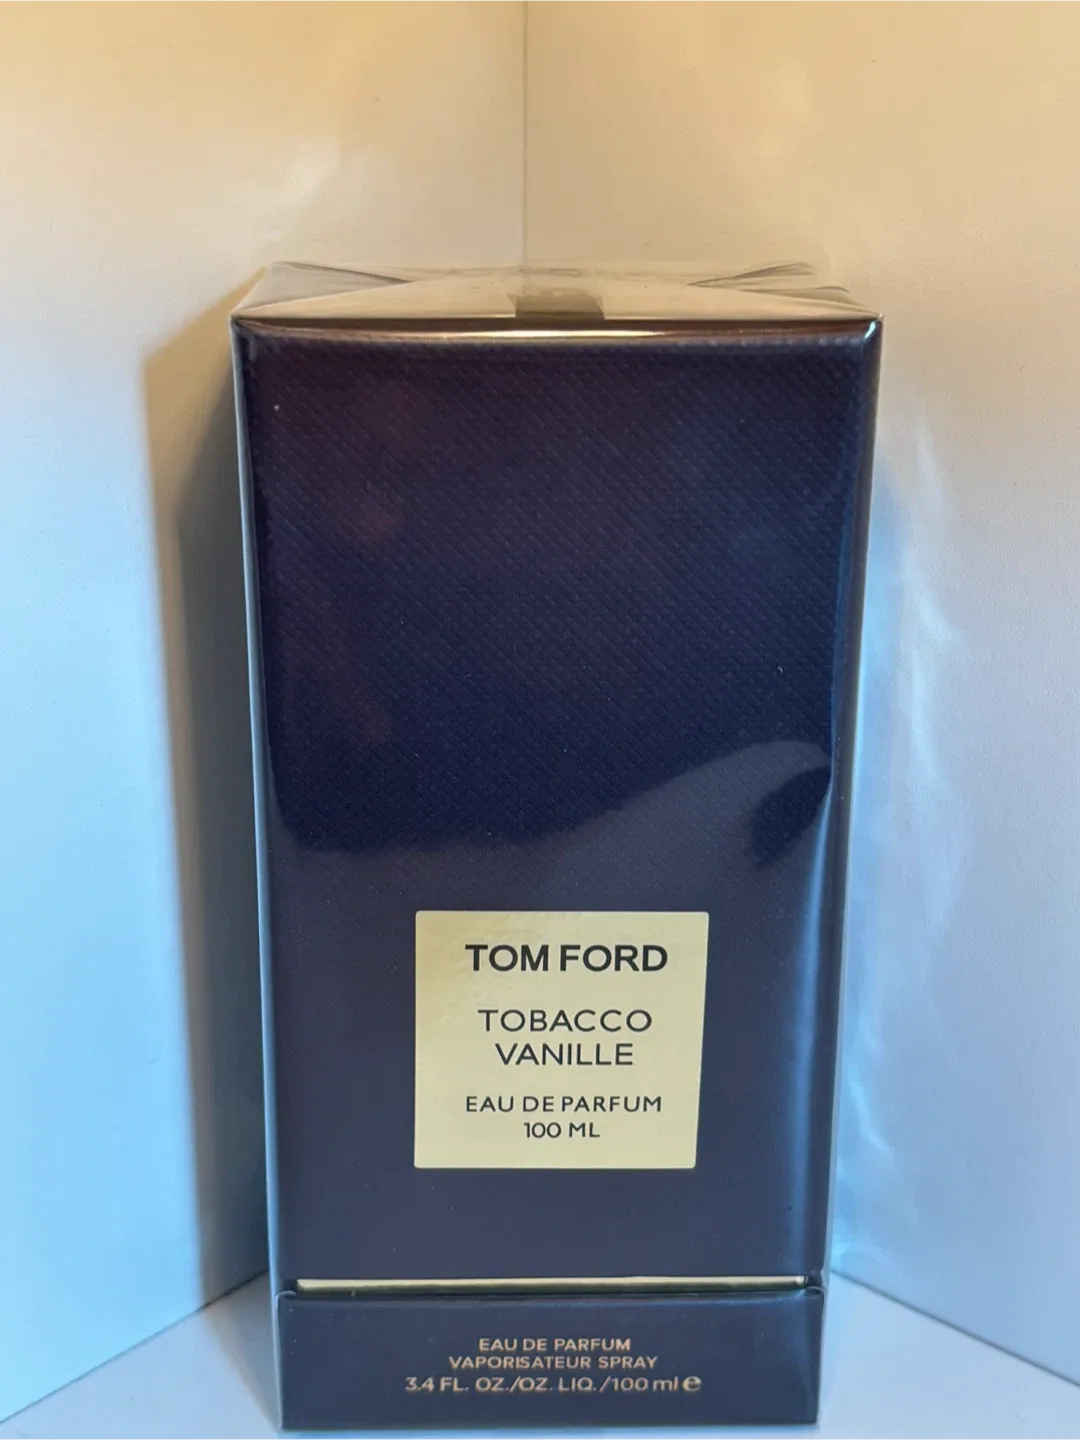 TOM FORD
TOBACCO
VANILLE
EAU DE PARFUM
100 ML
EAU DE PARFUM
VAPORISATEUR SPRAY
3.4 FL. OZ./OZ. LIQ./100 ml ℮